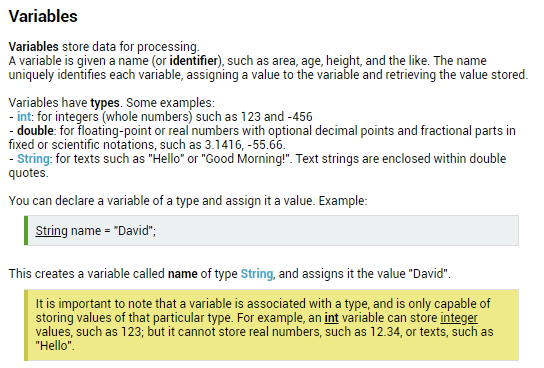 Variables
Variables store data for processing.
A variable is given a name (or identifier), such as area, age, height, and the like. The name
uniquely identifies each variable, assigning a value to the variable and retrieving the value stored.
Variables have types. Some examples:
- int: for integers (whole numbers) such as 123 and -456
- double: for floating-point or real numbers with optional decimal points and fractional parts in
fixed or scientific notations, such as 3.1416, -55.66.
- String: for texts such as "Hello" or "Good Morning!". Text strings are enclosed within double
quotes.
You can declare a variable of a type and assign it a value. Example:
String name = "David";
This creates a variable called name of type String, and assigns it the value "David".
It is important to note that a variable is associated with a type, and is only capable of
storing values of that particular type. For example, an int variable can store integer
values, such as 123; but it cannot store real numbers, such as 12.34, or texts, such as
"Hello".